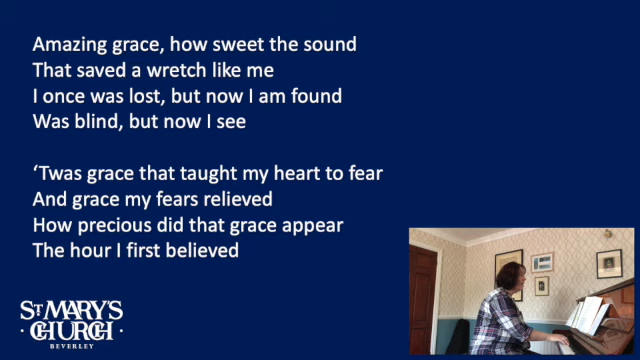 Amazing grace, how sweet the sound
That saved a wretch like me
I once was lost, but now I am found
Was blind, but now I see
‘Twas grace that taught my heart to fear
And grace my fears relieved
How precious did that grace appear
The hour I first believed
ST MARY'S
· CHURCH ·
BEVERLEY